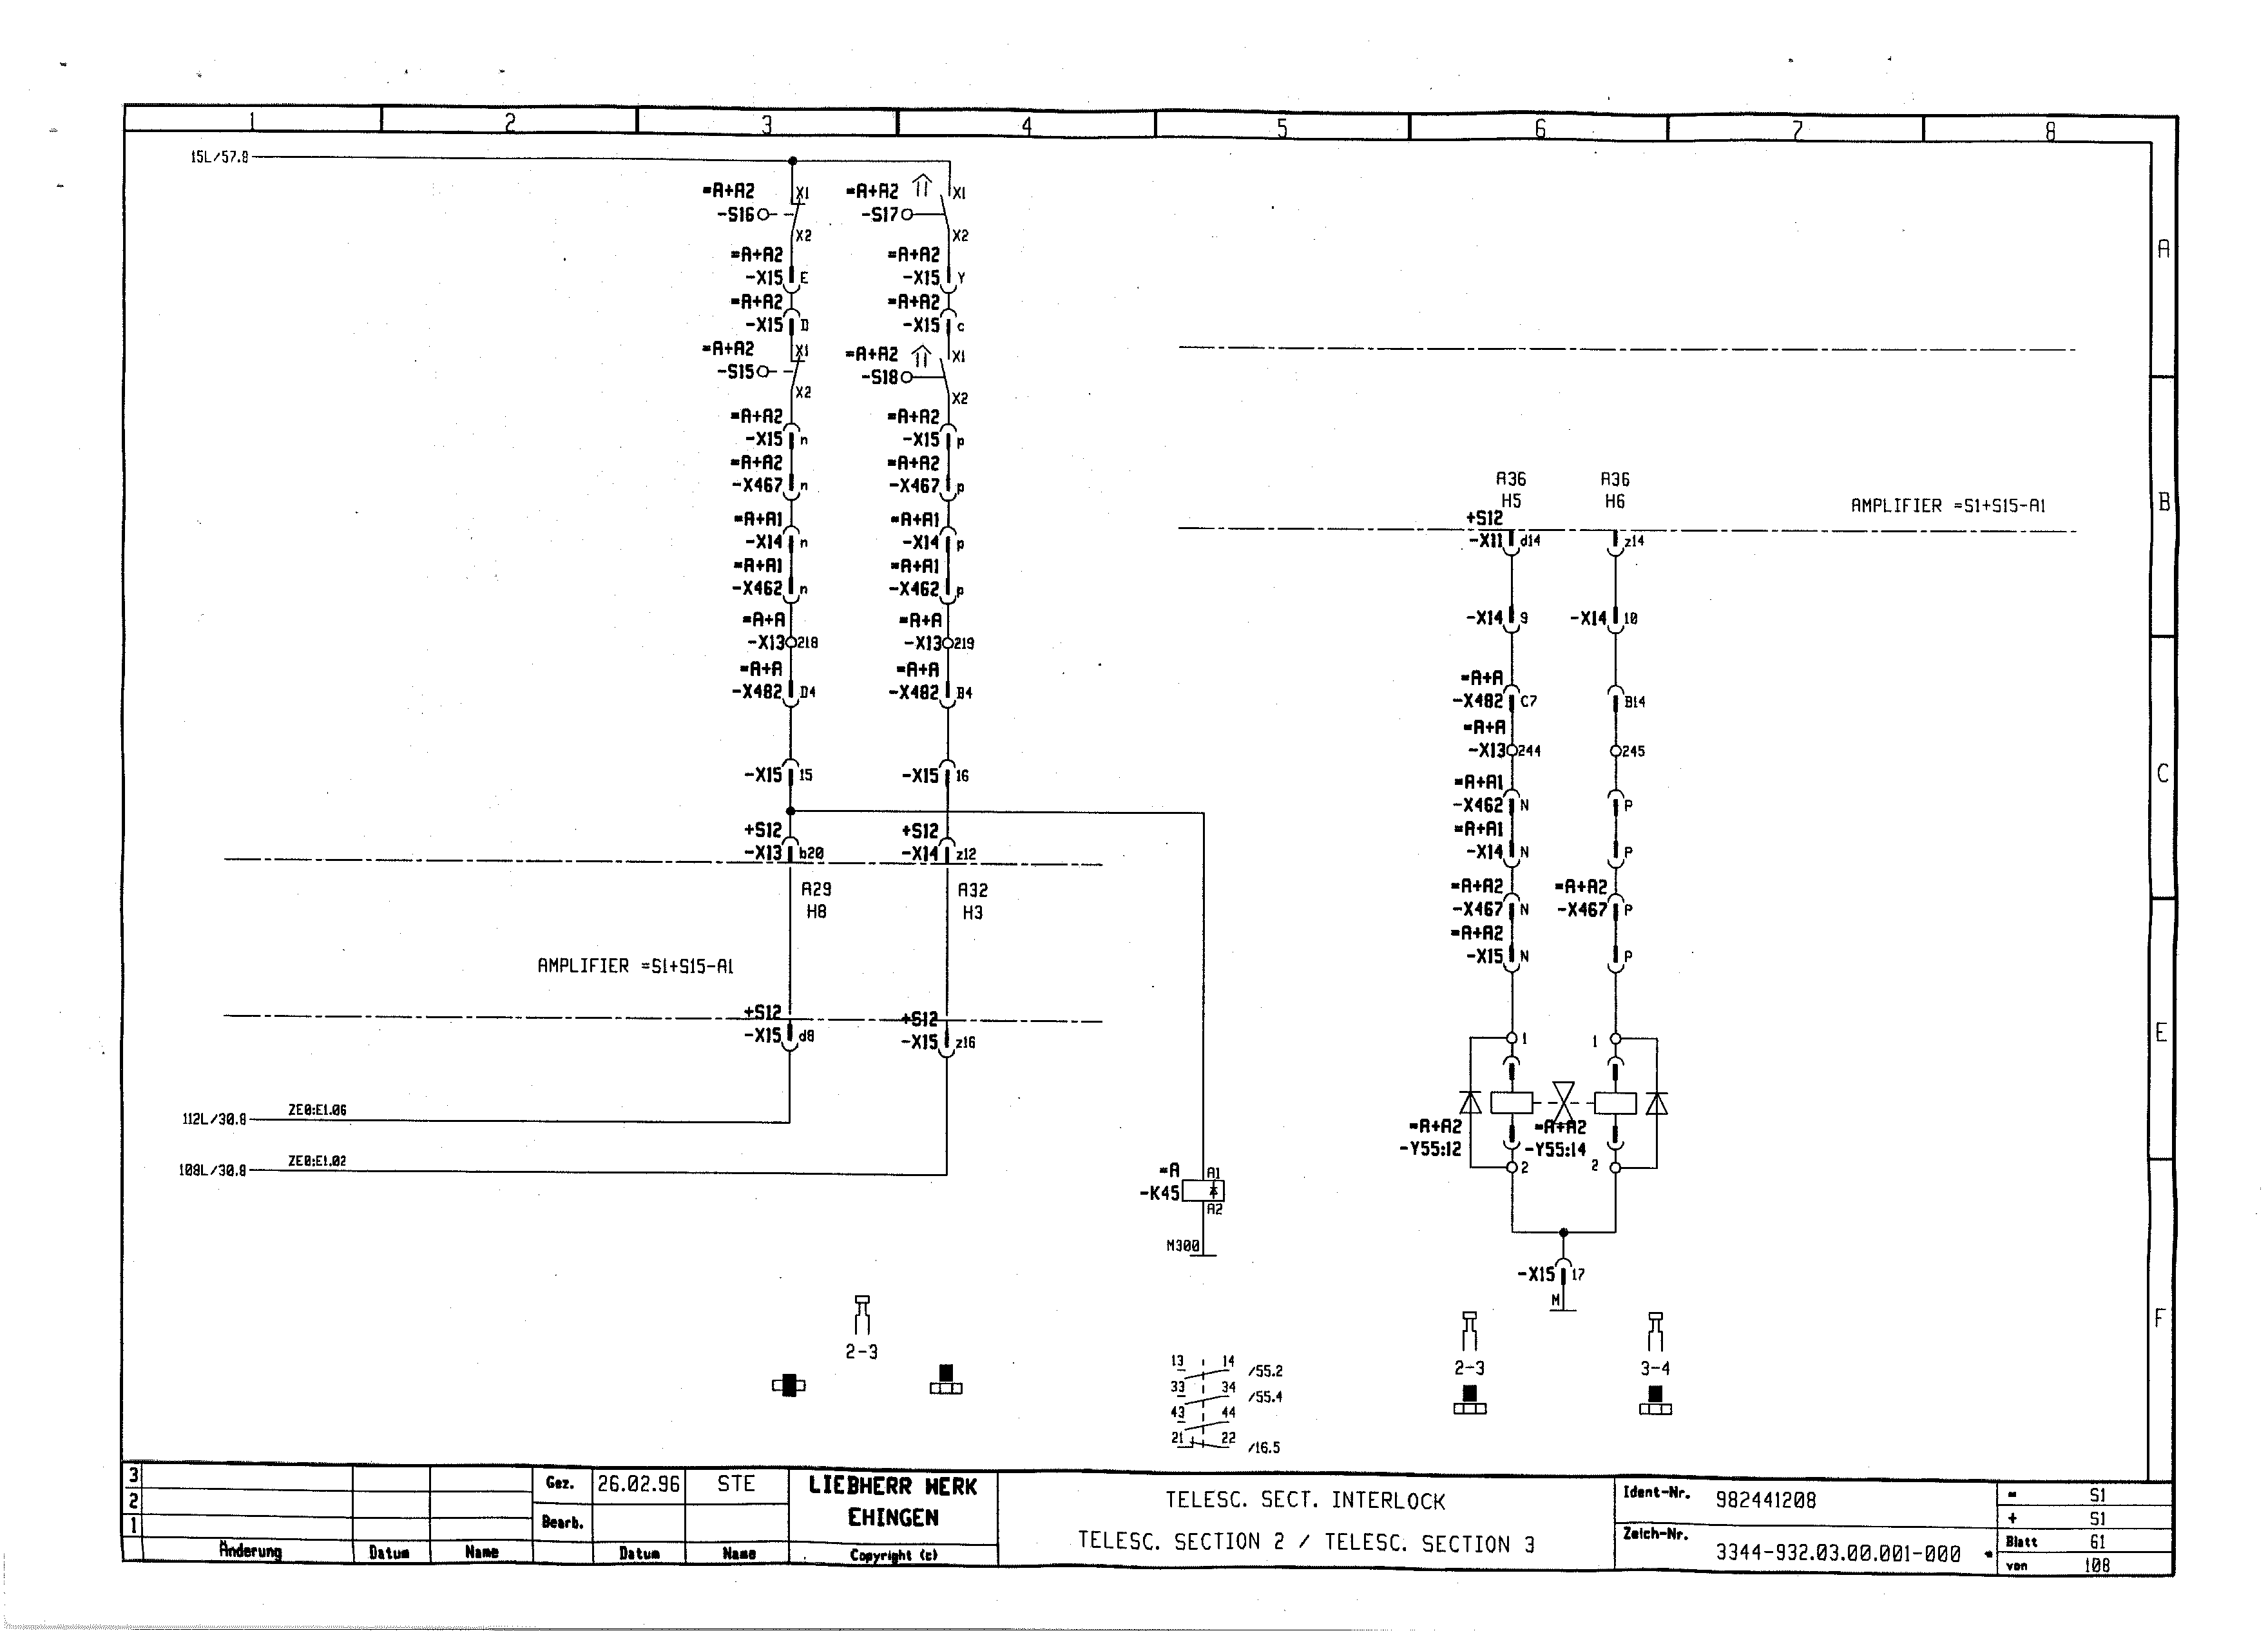 1 2 3 4 5 6 7 8
15L/57.8
=A+A2 X1 =A+A2 X1
-S16 -S17
X2 X2
=A+A2 =A+A2
-X15 E -X15 Y
=A+A2 =A+A2
-X15 D -X15 c
=A+A2 X1 =A+A2 X1
-S15 -S18
X2 X2
=A+A2 =A+A2
-X15 n -X15 p
=A+A2 =A+A2
-X467 n -X467 p
=A+A1 =A+A1
-X14 n -X14 p
=A+A1 =A+A1
-X462 n -X462 p
=A+A =A+A
-X13 218 -X13 219
=A+A =A+A
-X482 D4 -X482 B4
-X15 15 -X15 16
+S12 +S12
-X13 b20 -X14 z12
A29 A32
H8 H3
AMPLIFIER =S1+S15-A1
+S12 +S12
-X15 d8 -X15 z16
112L/30.8 ZE0:E1.06
108L/30.8 ZE0:E1.02
=A A1
-K45
A2
M300
2-3
13 14 /55.2
33 34 /55.4
43 44
21 22 /16.5
A36 A36
H5 H6
AMPLIFIER =S1+S15-A1
+S12
-X11 d14 z14
-X14 9 -X14 10
=A+A
-X482 C7 B14
=A+A
-X13 244 245
=A+A1
-X462 N P
=A+A1
-X14 N P
=A+A2 =A+A2
-X467 N -X467 P
=A+A2
-X15 N P
1 1
=A+A2 =A+A2
-Y55:12 -Y55:14
2 2
-X15 17
M
2-3 3-4
A
B
C
E
F
3
2
1
Änderung Datum Name
Gez. 26.02.96 STE
Bearb.
Datum Name
LIEBHERR WERK
EHINGEN
Copyright (c)
TELESC. SECT. INTERLOCK
TELESC. SECTION 2 / TELESC. SECTION 3
Ident-Nr. 982441208
Zeich-Nr. 3344-932.03.00.001-000 *
= S1
+ S1
Blatt 61
von 108